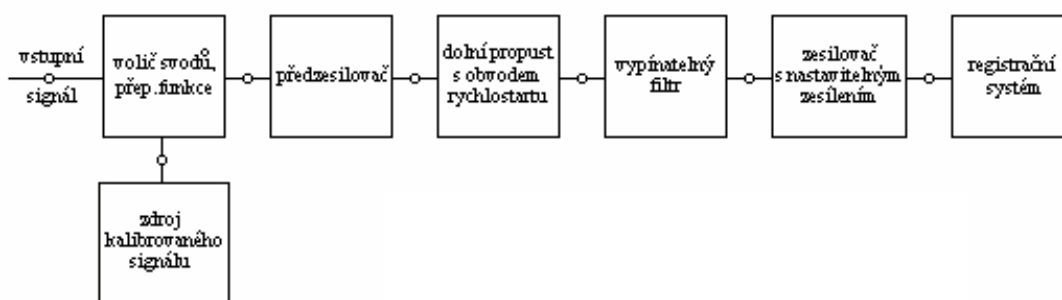 vstupní
signál
volič svodů,
přep.funkce
předzesilovač
dolní propust
s obvodem
rychlostartu
vypínatelný
filtr
zesilovač
s nastavitelným
zesílením
registrační
systém
zdroj
kalibrovaného
signálu